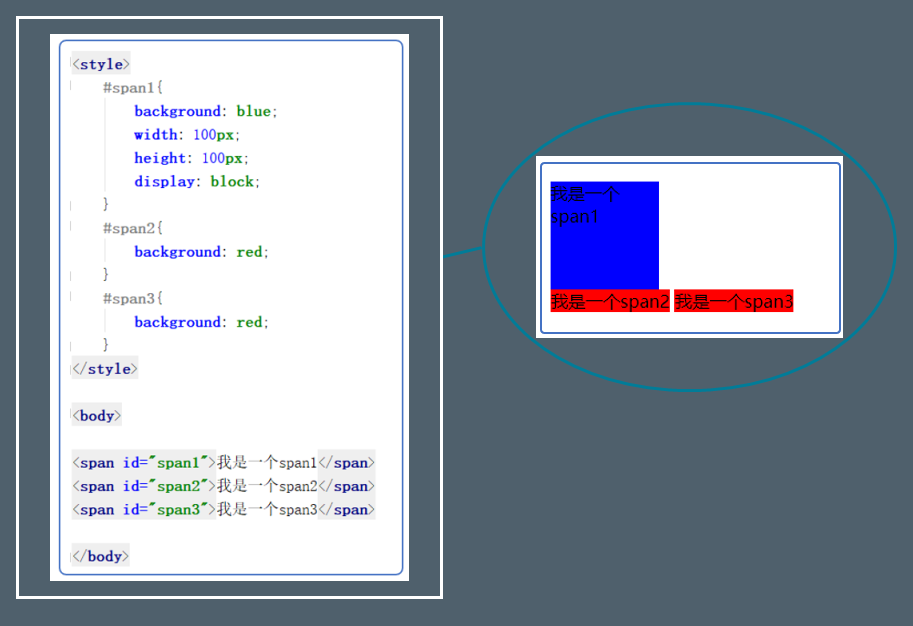 <style>
#span1{
background: blue;
width: 100px;
height: 100px;
display: block;
}
#span2{
background: red;
}
#span3{
background: red;
}
</style>
<body>
<span id="span1">我是一个span1</span>
<span id="span2">我是一个span2</span>
<span id="span3">我是一个span3</span>
</body>
我是一个
span1
我是一个span2 我是一个span3